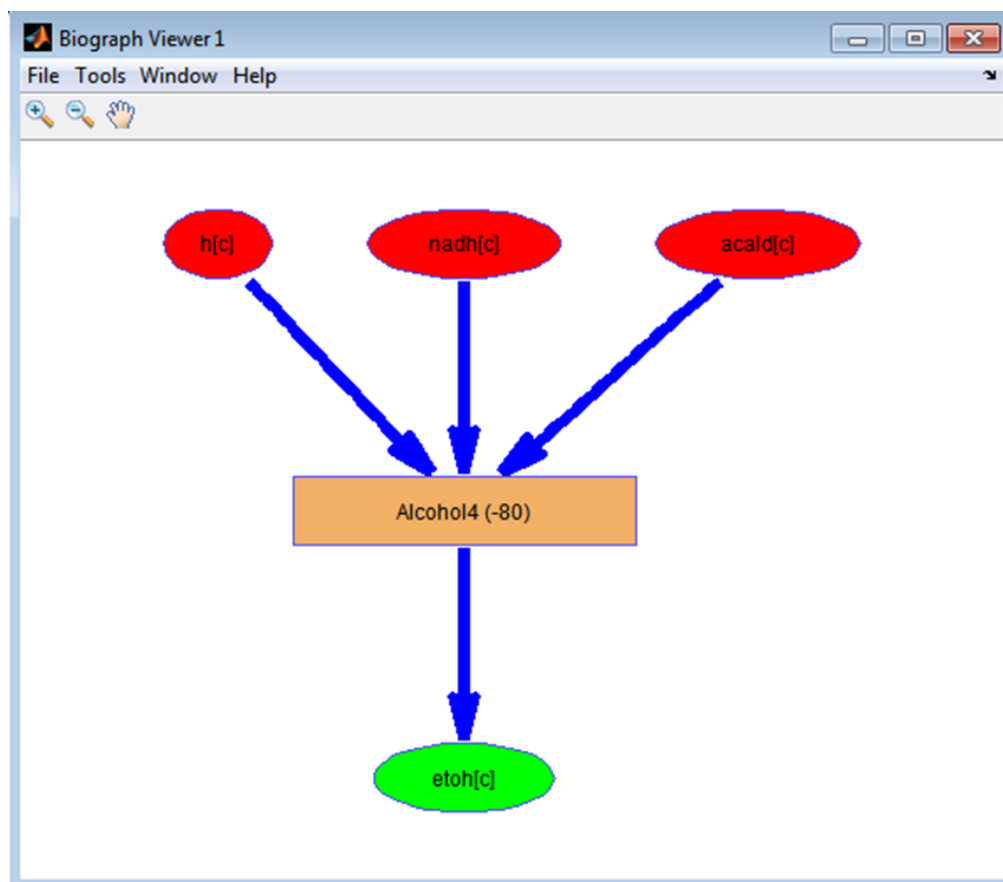 Biograph Viewer 1
File Tools Window Help
h[c] nadh[c] acald[c]
Alcohol4 (-80)
etoh[c]